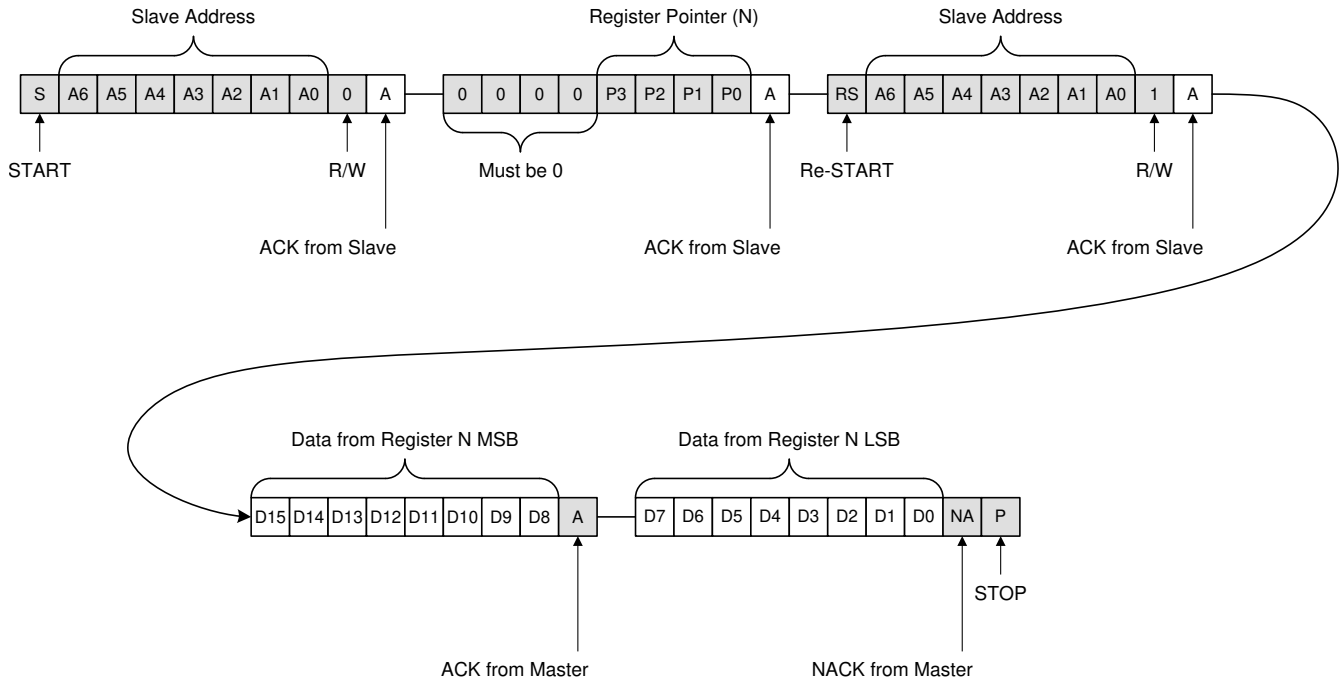 Slave Address Register Pointer (N) Slave Address
S A6 A5 A4 A3 A2 A1 A0 0 A 0 0 0 0 P3 P2 P1 P0 A RS A6 A5 A4 A3 A2 A1 A0 1 A
START R/W Must be 0 Re-START R/W
ACK from Slave ACK from Slave ACK from Slave
Data from Register N MSB Data from Register N LSB
D15 D14 D13 D12 D11 D10 D9 D8 A D7 D6 D5 D4 D3 D2 D1 D0 NA P
STOP
ACK from Master NACK from Master